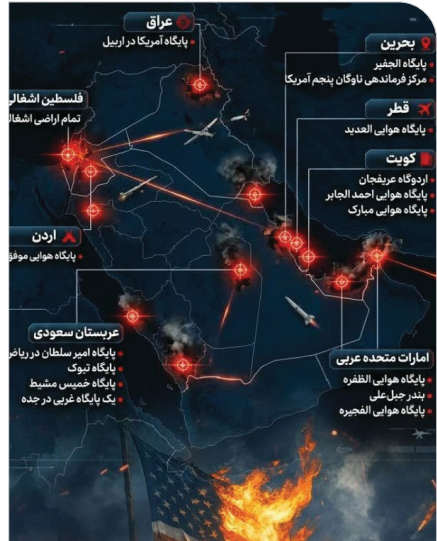 عراق
پایگاه آمریکا در اربیل
بحرین
پایگاه الجفیر
مرکز فرماندهی ناوگان پنجم آمریکا
قطر
پایگاه هوایی العدید
کویت
اردوگاه عریفجان
پایگاه هوایی احمد الجابر
پایگاه هوایی مبارک
فلسطین اشغالی
تمام اراضی اشغال
اردن
پایگاه هوایی موفق
عربستان سعودی
پایگاه امیر سلطان در ریاض
پایگاه تبوک
پایگاه خمیس مشیط
یک پایگاه غربی در جده
امارات متحده عربی
پایگاه هوایی الظفره
بندر جبل‌علی
پایگاه هوایی الفجیره